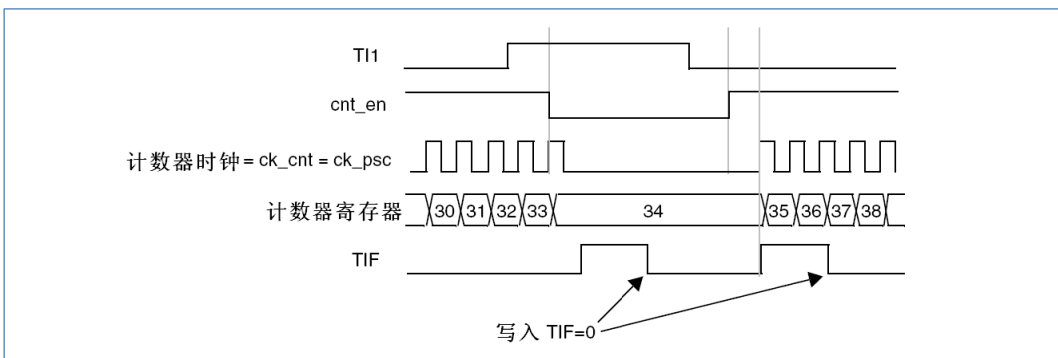 TI1
cnt_en
计数器时钟 = ck_cnt = ck_psc
计数器寄存器 30 31 32 33 34 35 36 37 38
TIF
写入 TIF=0